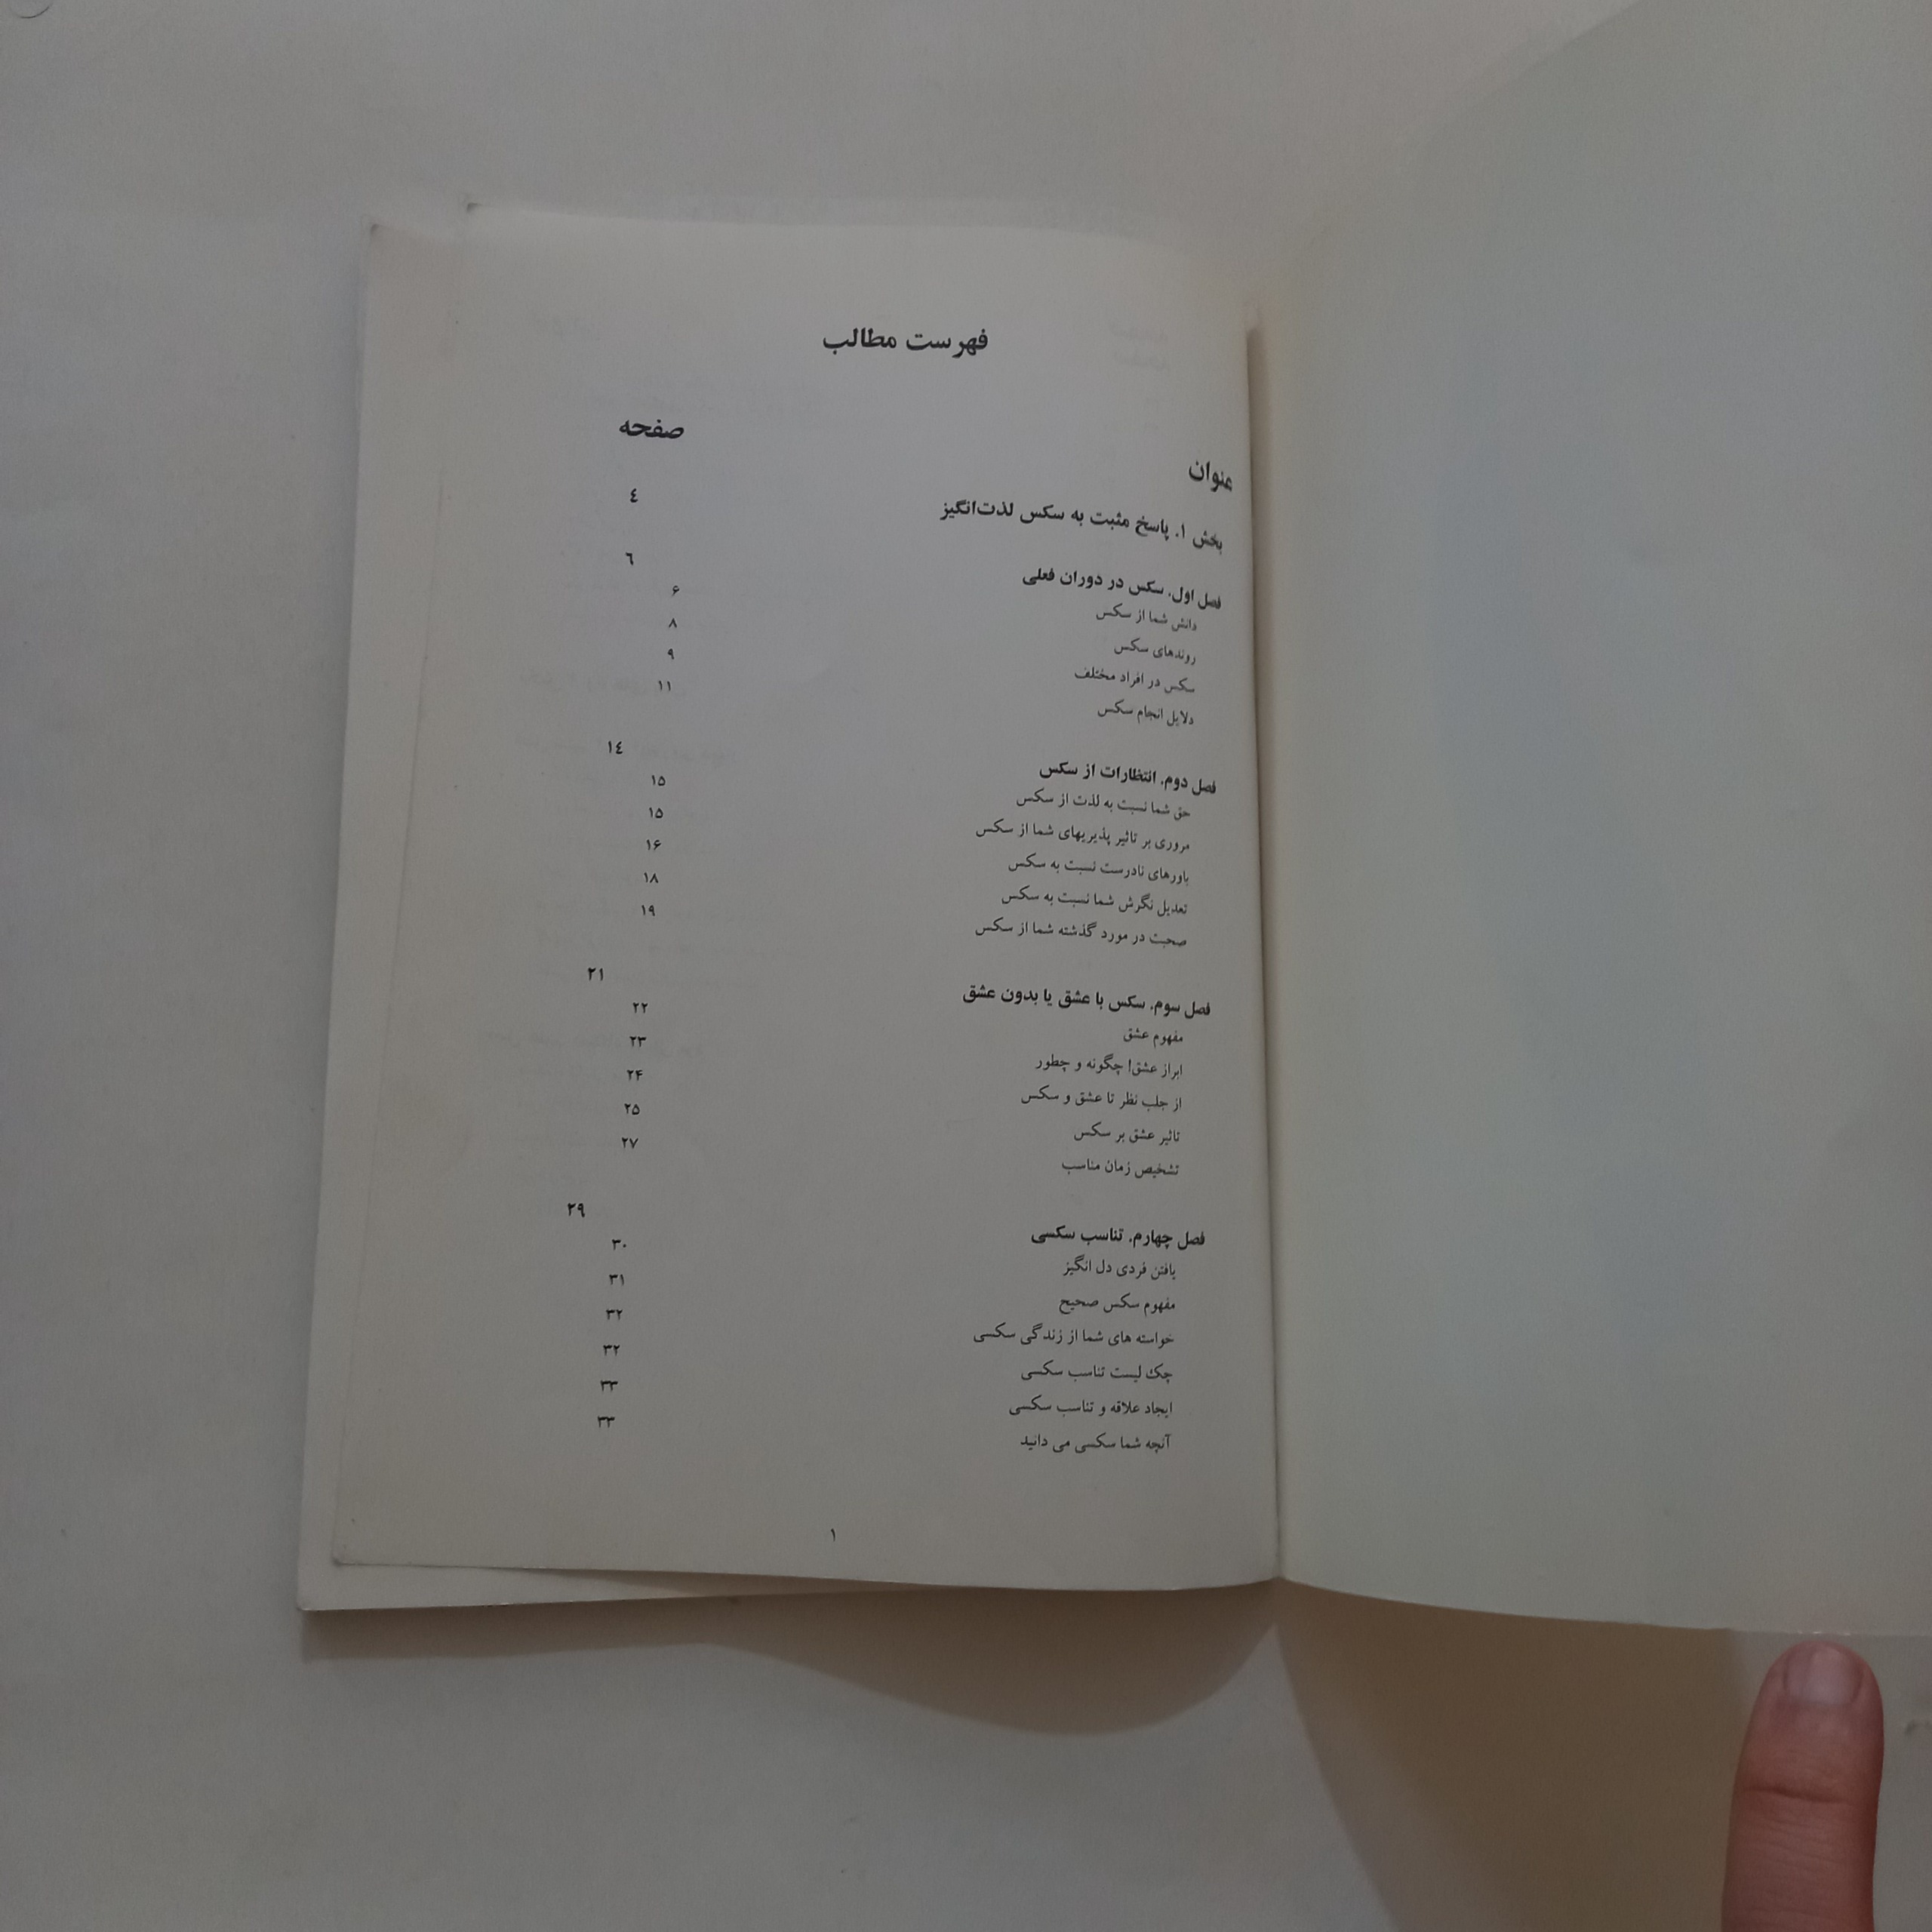 فهرست مطالب
عنوان صفحه
بخش ۱. پاسخ مثبت به سکس لذت‌انگیز ٤
فصل اول. سکس در دوران فعلی ٦
دانش شما از سکس ۶
روندهای سکس ۸
سکس در افراد مختلف ۹
دلایل انجام سکس ۱۱
فصل دوم. انتظارات از سکس ۱٤
حق شما نسبت به لذت از سکس ۱۵
مروری بر تاثیر پذیریهای شما از سکس ۱۵
باورهای نادرست نسبت به سکس ۱۶
تعدیل نگرش شما نسبت به سکس ۱۸
صحبت در مورد گذشته شما از سکس ۱۹
فصل سوم. سکس با عشق یا بدون عشق ۲۱
مفهوم عشق ۲۲
ابراز عشق! چگونه و چطور ۲۳
از جلب نظر تا عشق و سکس ۲۴
تاثیر عشق بر سکس ۲۵
تشخیص زمان مناسب ۲۷
فصل چهارم. تناسب سکسی ۲۹
یافتن فردی دل انگیز ۳۰
مفهوم سکس صحیح ۳۱
خواسته های شما از زندگی سکسی ۳۲
چک لیست تناسب سکسی ۳۲
ایجاد علاقه و تناسب سکسی ۳۳
آنچه شما سکسی می دانید ۳۳
۱